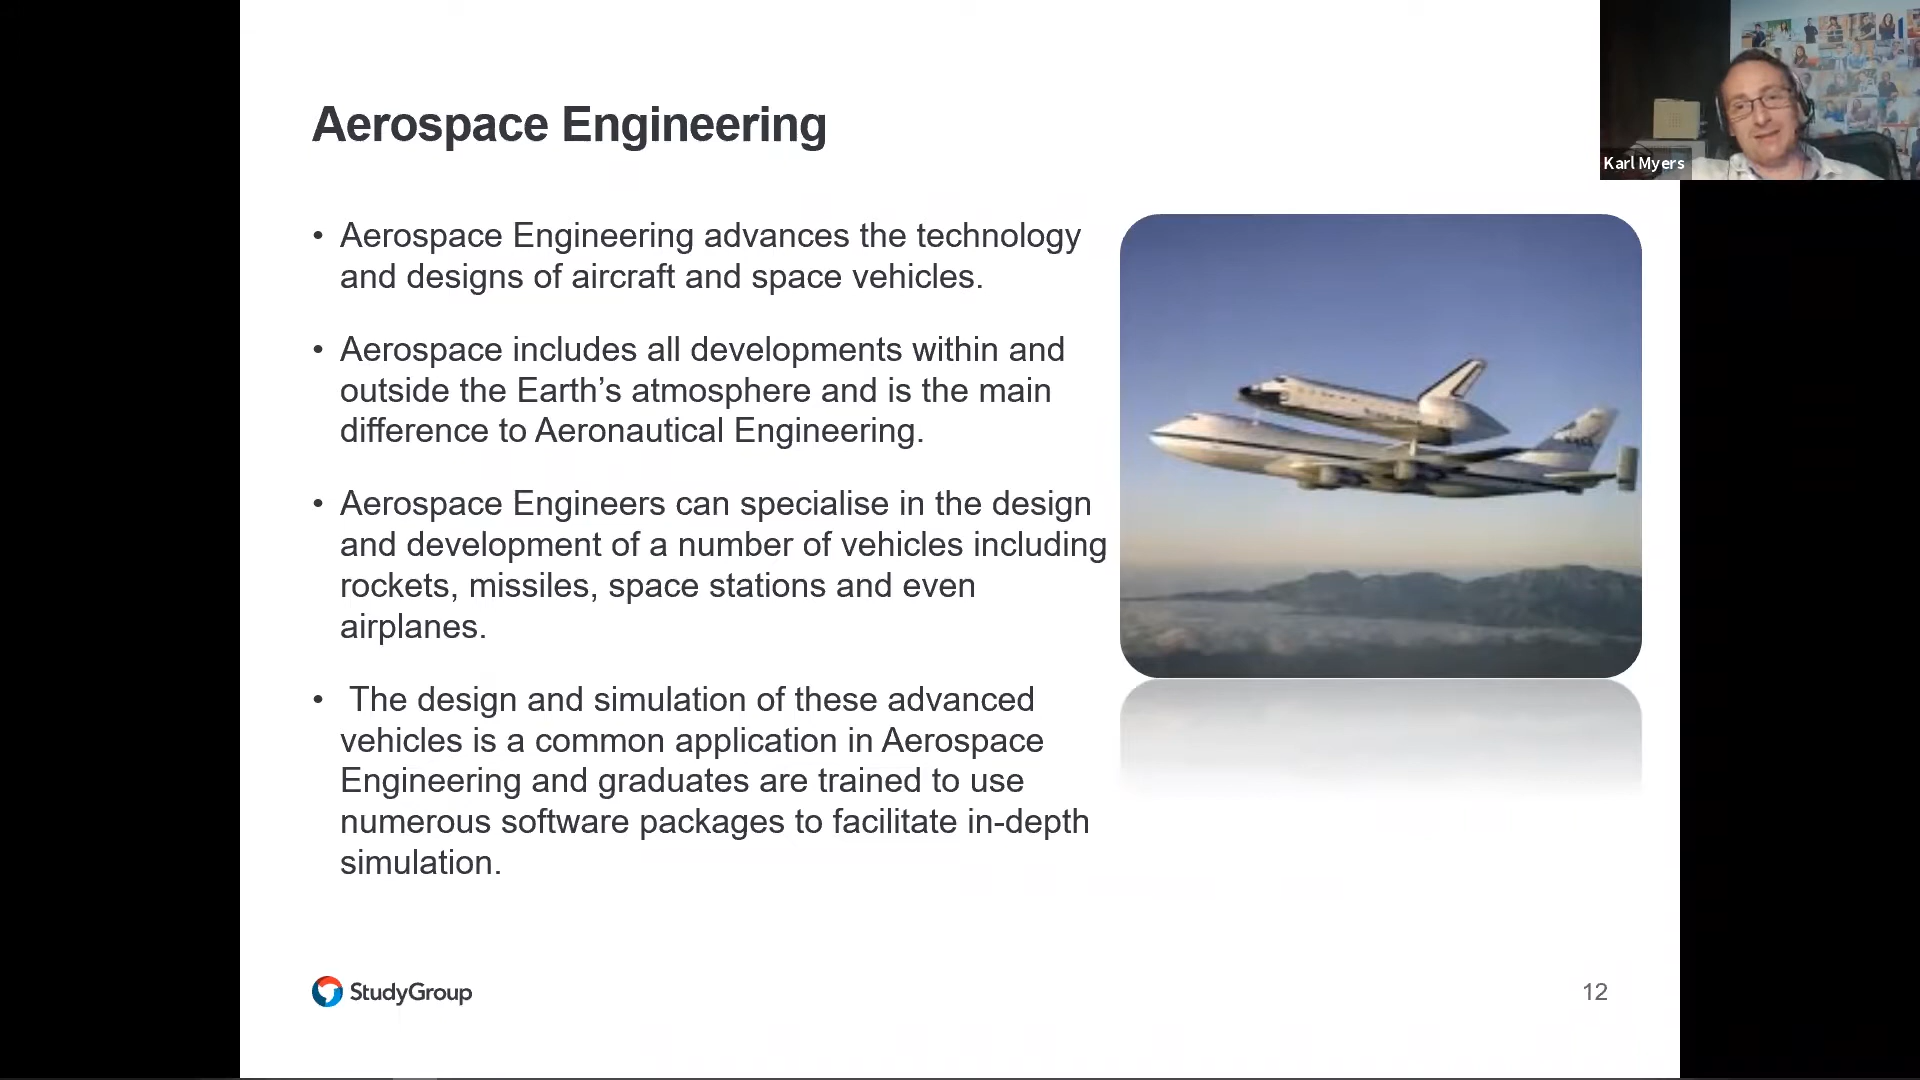 Aerospace Engineering
Karl Myers
• Aerospace Engineering advances the technology
and designs of aircraft and space vehicles.
• Aerospace includes all developments within and
outside the Earth’s atmosphere and is the main
difference to Aeronautical Engineering.
• Aerospace Engineers can specialise in the design
and development of a number of vehicles including
rockets, missiles, space stations and even
airplanes.
• The design and simulation of these advanced
vehicles is a common application in Aerospace
Engineering and graduates are trained to use
numerous software packages to facilitate in-depth
simulation.
StudyGroup
12